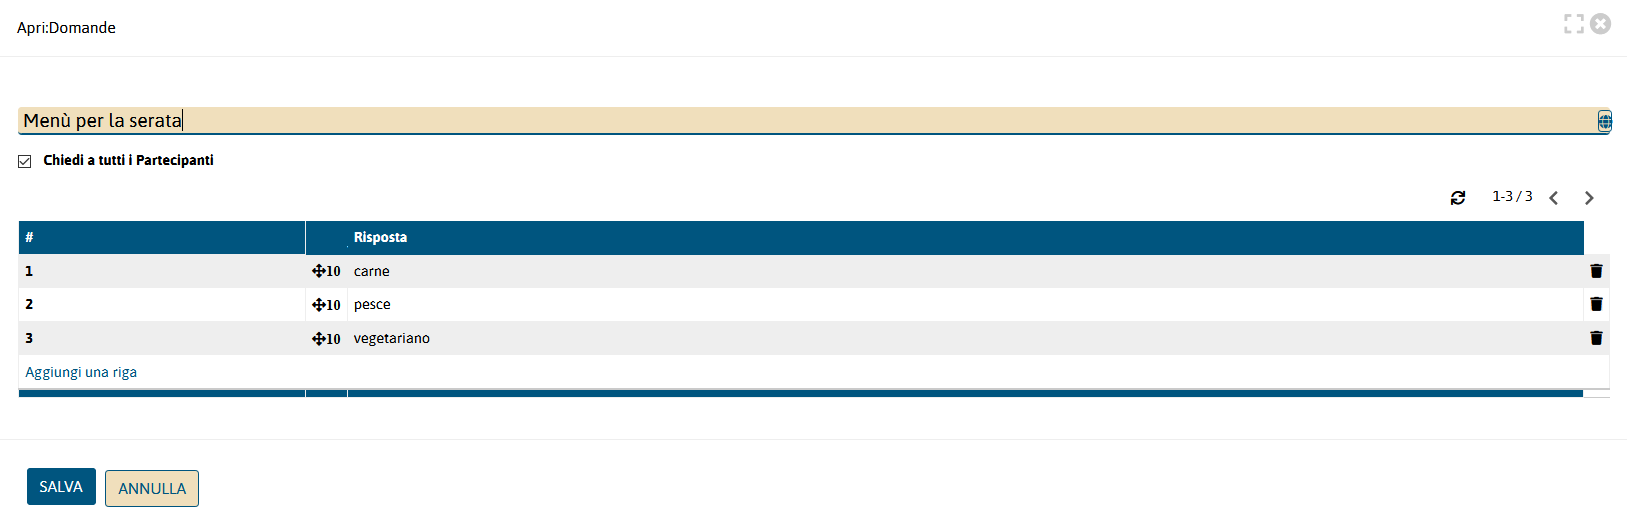 Apri:Domande
Menù per la serata
Chiedi a tutti i Partecipanti
1-3 / 3
# Risposta
1 10 carne
2 10 pesce
3 10 vegetariano
Aggiungi una riga
SALVA ANNULLA